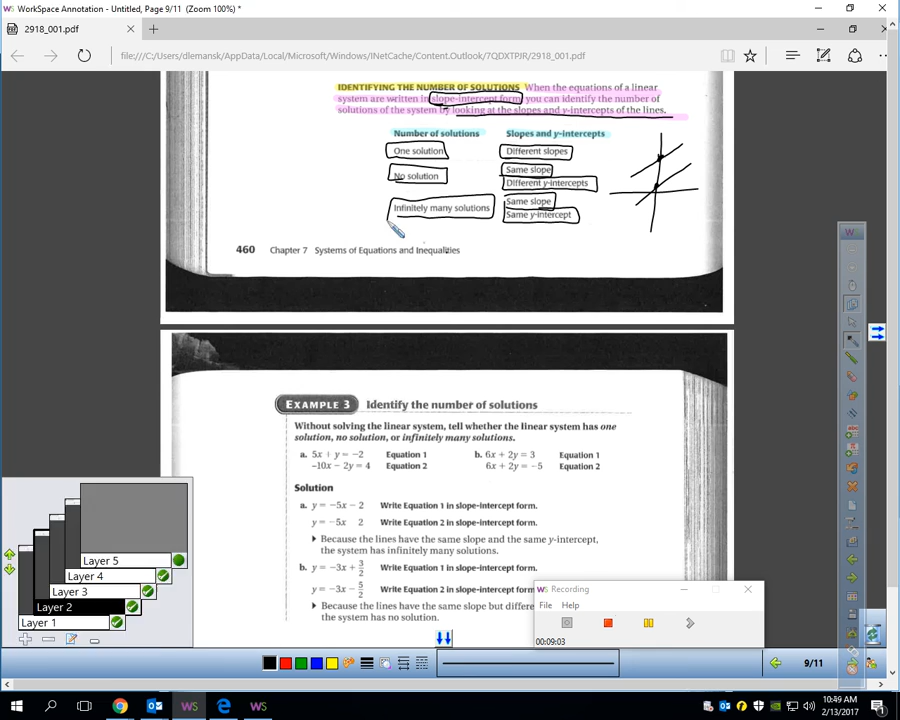 WorkSpace Annotation - Untitled, Page 9/11 (Zoom 100%) *
2918_001.pdf
file:///C:/Users/dlemansk/AppData/Local/Microsoft/Windows/INetCache/Content.Outlook/7QDXTPJR/2918_001.pdf
IDENTIFYING THE NUMBER OF SOLUTIONS When the equations of a linear
system are written in slope-intercept form, you can identify the number of
solutions of the system by looking at the slopes and y-intercepts of the lines.
Number of solutions Slopes and y-intercepts
One solution Different slopes
No solution Same slope
Different y-intercepts
Infinitely many solutions Same slope
Same y-intercept
460 Chapter 7 Systems of Equations and Inequalities
EXAMPLE 3 Identify the number of solutions
Without solving the linear system, tell whether the linear system has one
solution, no solution, or infinitely many solutions.
a. 5x + y = -2 Equation 1 b. 6x + 2y = 3 Equation 1
-10x - 2y = 4 Equation 2 6x + 2y = -5 Equation 2
Solution
a. y = -5x - 2 Write Equation 1 in slope-intercept form.
y = -5x 2 Write Equation 2 in slope-intercept form.
Because the lines have the same slope and the same y-intercept,
the system has infinitely many solutions.
b. y = -3x + 3/2 Write Equation 1 in slope-intercept form.
y = -3x - 5/2 Write Equation 2 in slope-intercept form
Because the lines have the same slope but differe
the system has no solution.
Layer 5
Layer 4
Layer 3
Layer 2
Layer 1
WS Recording
File Help
00:09:03
9/11
10:49 AM
2/13/2017